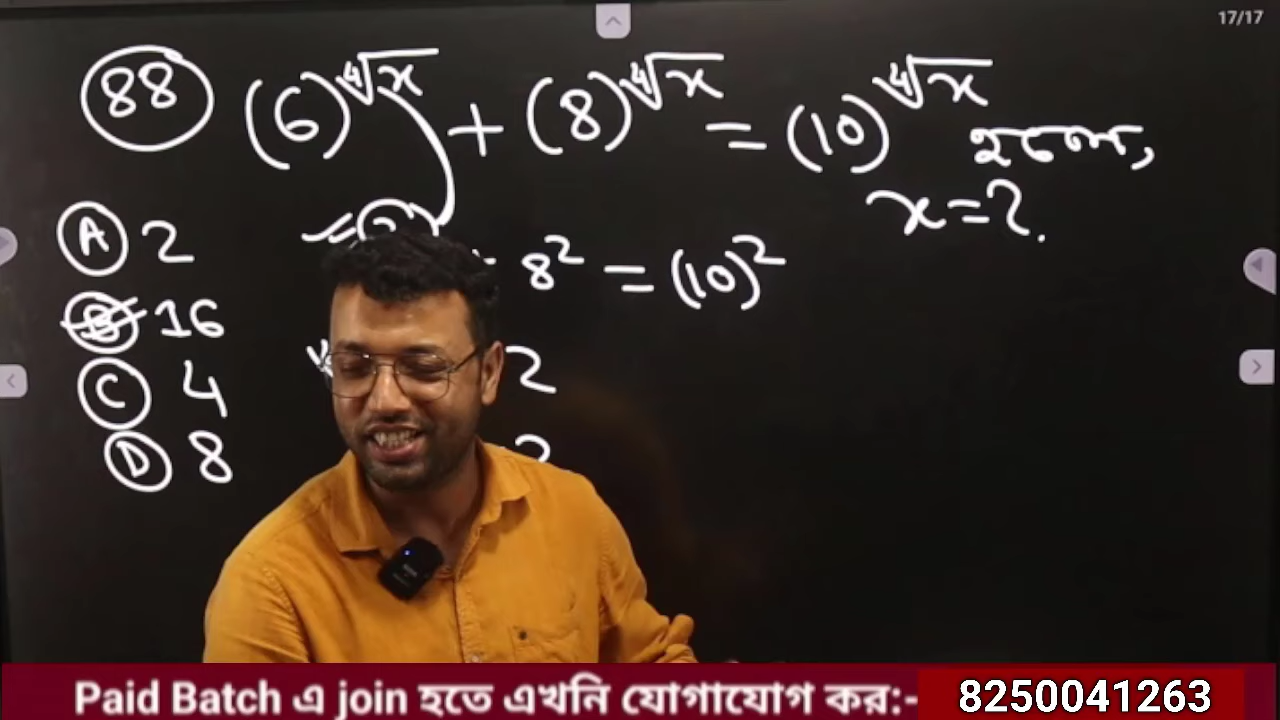 17/17
88 (6)^∜x + (8)^∜x = (10)^∜x হলে,
x = ?
A 2
8² = (10)²
B 16
C 4
2
D 8
Paid Batch এ join হতে এখনি যোগাযোগ কর:- 8250041263